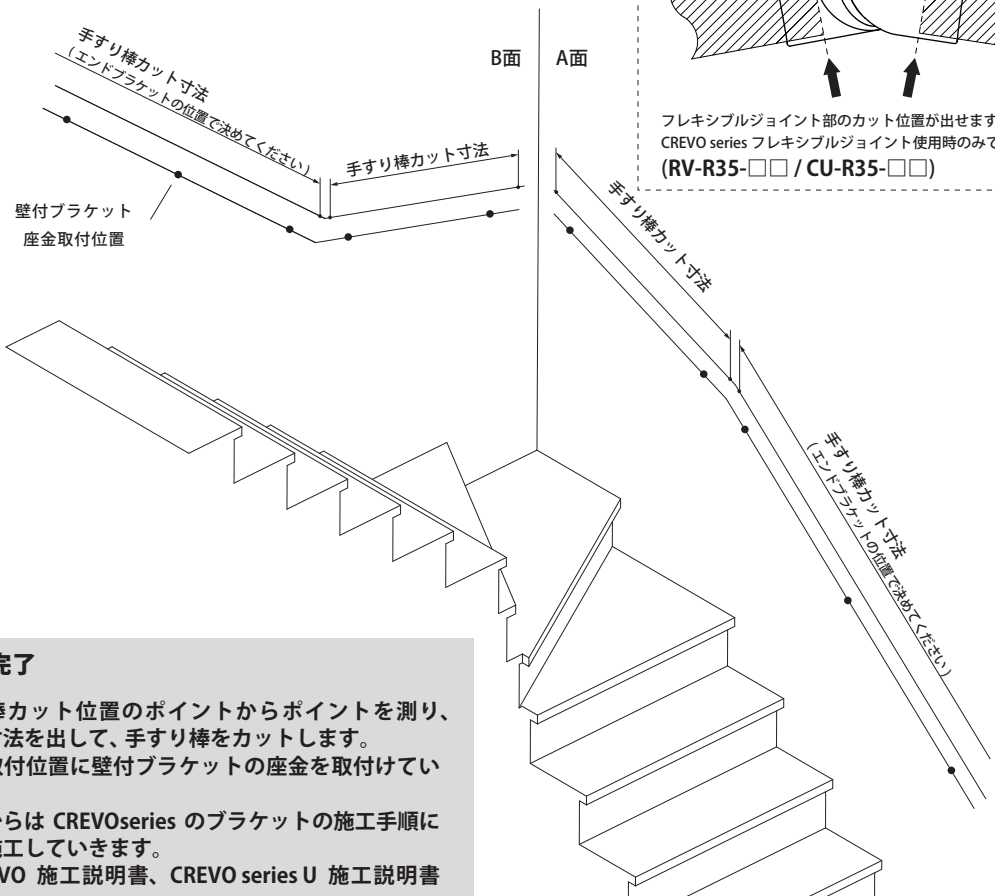 手すり棒カット寸法
(エンドブラケットの位置で決めてください)
手すり棒カット寸法
壁付ブラケット
座金取付位置
B面
A面
フレキシブルジョイント部のカット位置が出せます
CREVO series フレキシブルジョイント使用時のみで
(RV-R35-□□ / CU-R35-□□)
手すり棒カット寸法
手すり棒カット寸法
(エンドブラケットの位置で決めてください)
完了
カット位置のポイントからポイントを測り、
法を出して、手すり棒をカットします。
付位置に壁付ブラケットの座金を取付けてい
らは CREVOseries のブラケットの施工手順に
工していきます。
VO 施工説明書、CREVO series U 施工説明書